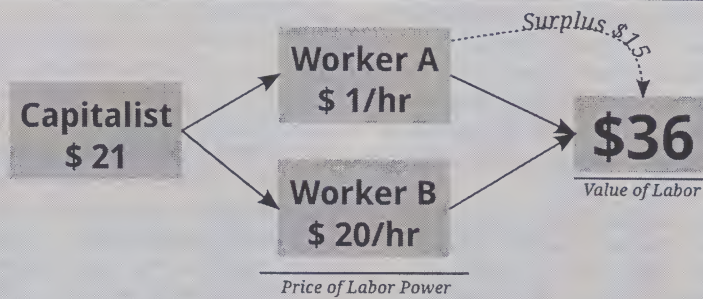 Capitalist
$ 21
Worker A
$ 1/hr
Worker B
$ 20/hr
Price of Labor Power
Surplus $15
$36
Value of Labor